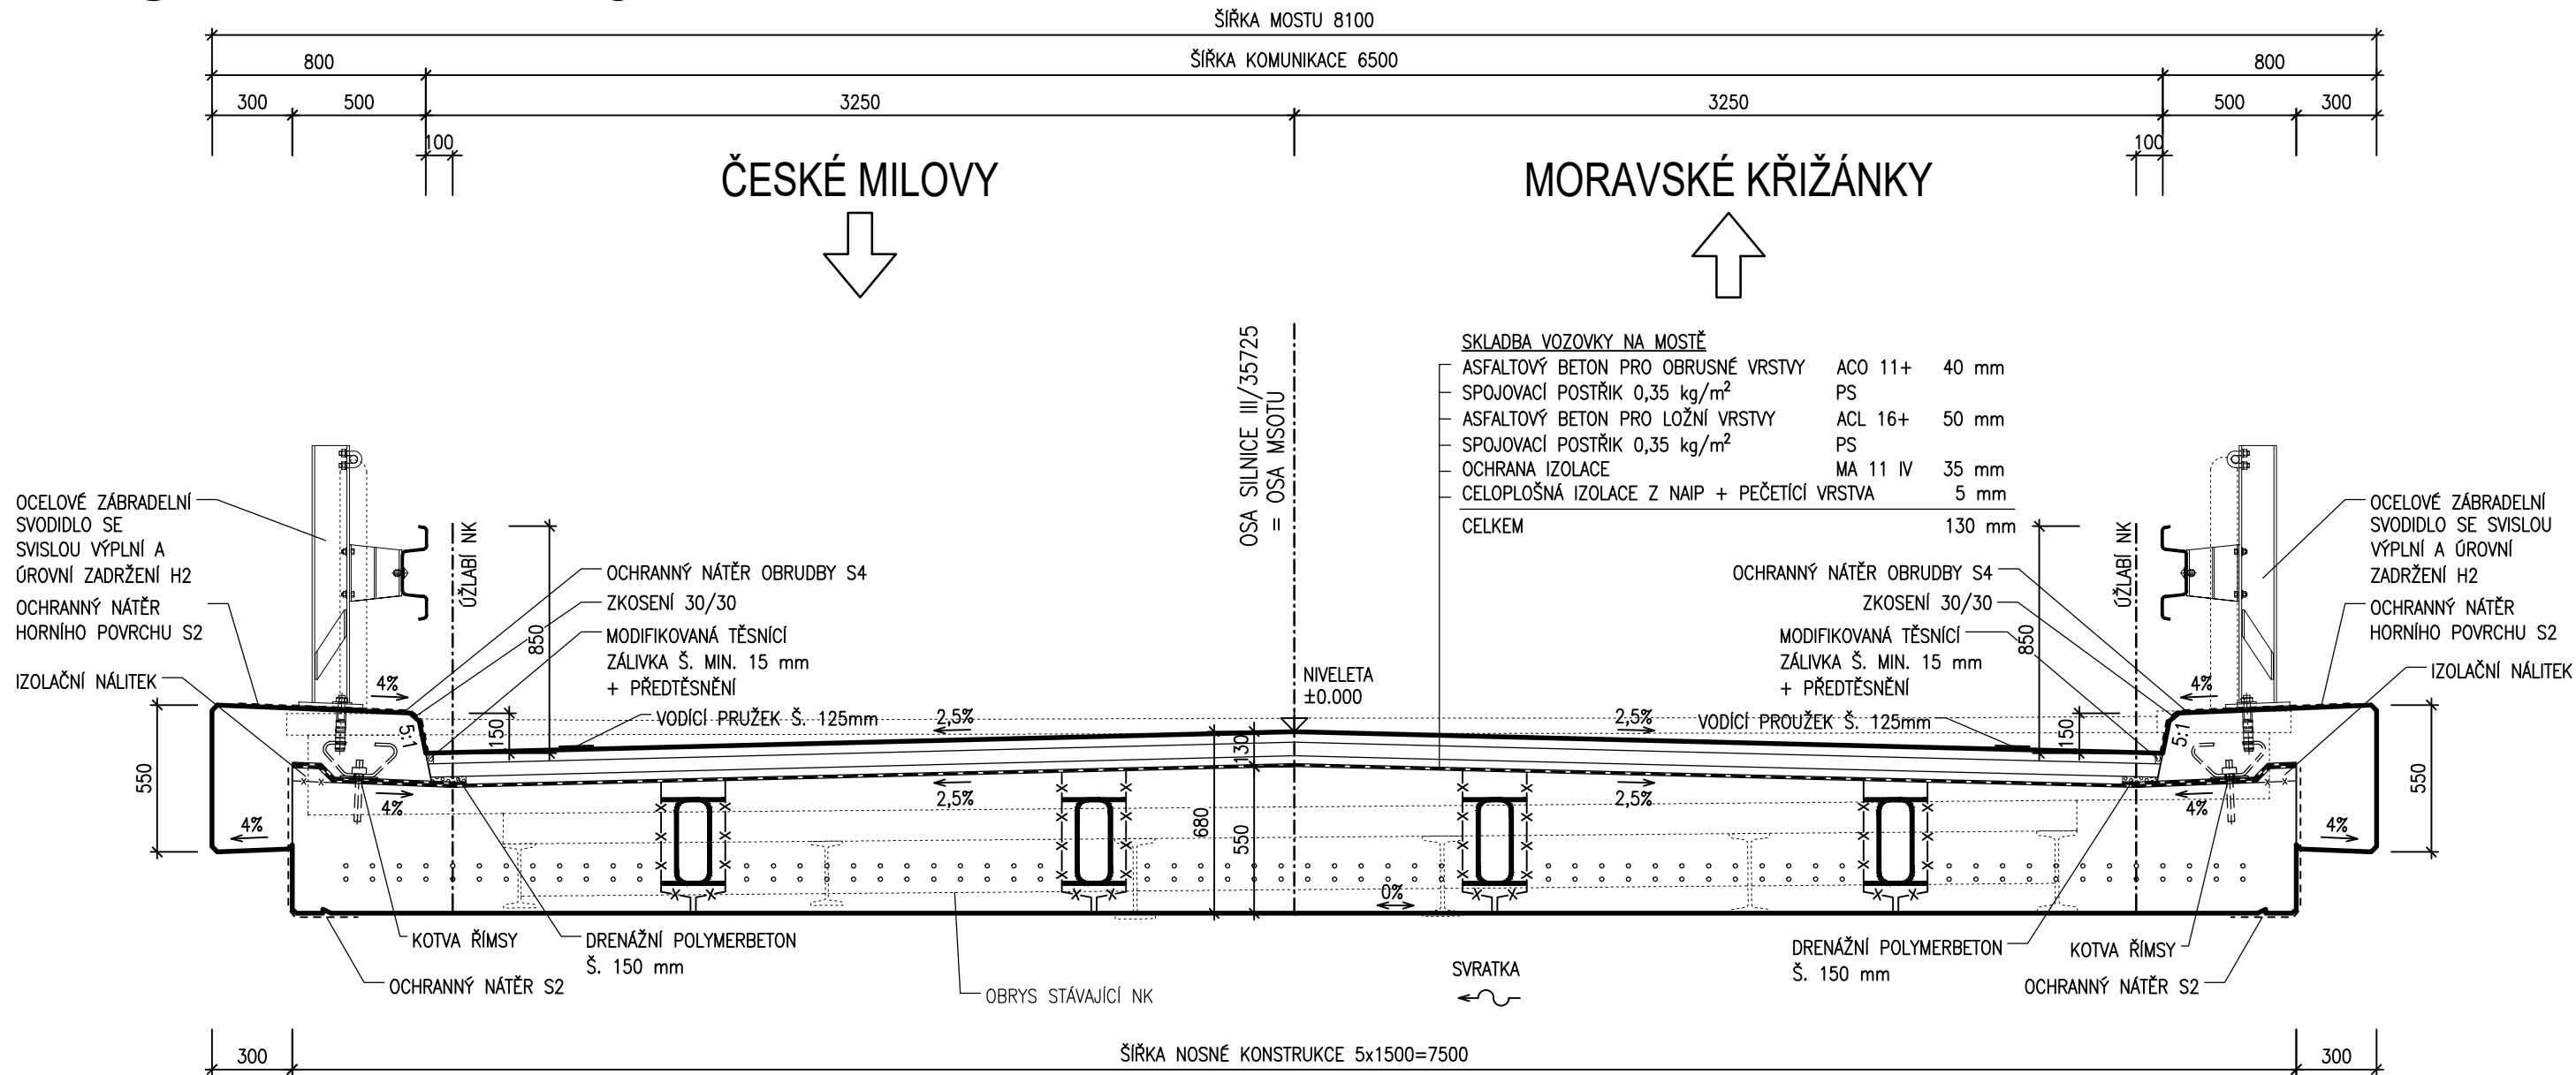 ŠÍŘKA MOSTU 8100
800
ŠÍŘKA KOMUNIKACE 6500
800
300
500
3250
3250
500
300
100
100
ČESKÉ MILOVY
MORAVSKÉ KŘIŽÁNKY
OSA SILNICE III/35725
= OSA MSOTU
SKLADBA VOZOVKY NA MOSTĚ
ASFALTOVÝ BETON PRO OBRUSNÉ VRSTVY ACO 11+ 40 mm
SPOJOVACÍ POSTŘIK 0,35 kg/m² PS
ASFALTOVÝ BETON PRO LOŽNÍ VRSTVY ACL 16+ 50 mm
SPOJOVACÍ POSTŘIK 0,35 kg/m² PS
OCHRANA IZOLACE MA 11 IV 35 mm
CELOPLOŠNÁ IZOLACE Z NAIP + PEČETÍCÍ VRSTVA 5 mm
CELKEM 130 mm
OCELOVÉ ZÁBRADELNÍ
SVODIDLO SE
SVISLOU VÝPLNÍ A
ÚROVNÍ ZADRŽENÍ H2
OCHRANNÝ NÁTĚR
HORNÍHO POVRCHU S2
IZOLAČNÍ NÁLITEK
ÚŽLABÍ NK
850
OCHRANNÝ NÁTĚR OBRUDBY S4
ZKOSENÍ 30/30
MODIFIKOVANÁ TĚSNÍCÍ
ZÁLIVKA Š. MIN. 15 mm
+ PŘEDTĚSNĚNÍ
VODÍCÍ PRUŽEK Š. 125mm
NIVELETA
±0.000
OCHRANNÝ NÁTĚR OBRUDBY S4
ZKOSENÍ 30/30
MODIFIKOVANÁ TĚSNÍCÍ
ZÁLIVKA Š. MIN. 15 mm
+ PŘEDTĚSNĚNÍ
VODÍCÍ PROUŽEK Š. 125mm
850
ÚŽLABÍ NK
OCELOVÉ ZÁBRADELNÍ
SVODIDLO SE SVISLOU
VÝPLNÍ A ÚROVNÍ
ZADRŽENÍ H2
OCHRANNÝ NÁTĚR
HORNÍHO POVRCHU S2
IZOLAČNÍ NÁLITEK
4%
5:1
150
2,5%
2,5%
150
5:1
4%
550
4%
4%
2,5%
130
680
550
2,5%
0%
4%
4%
550
KOTVA ŘÍMSY
DRENÁŽNÍ POLYMERBETON
Š. 150 mm
OCHRANNÝ NÁTĚR S2
OBRYS STÁVAJÍCÍ NK
SVRATKA
DRENÁŽNÍ POLYMERBETON
Š. 150 mm
KOTVA ŘÍMSY
OCHRANNÝ NÁTĚR S2
300
ŠÍŘKA NOSNÉ KONSTRUKCE 5x1500=7500
300